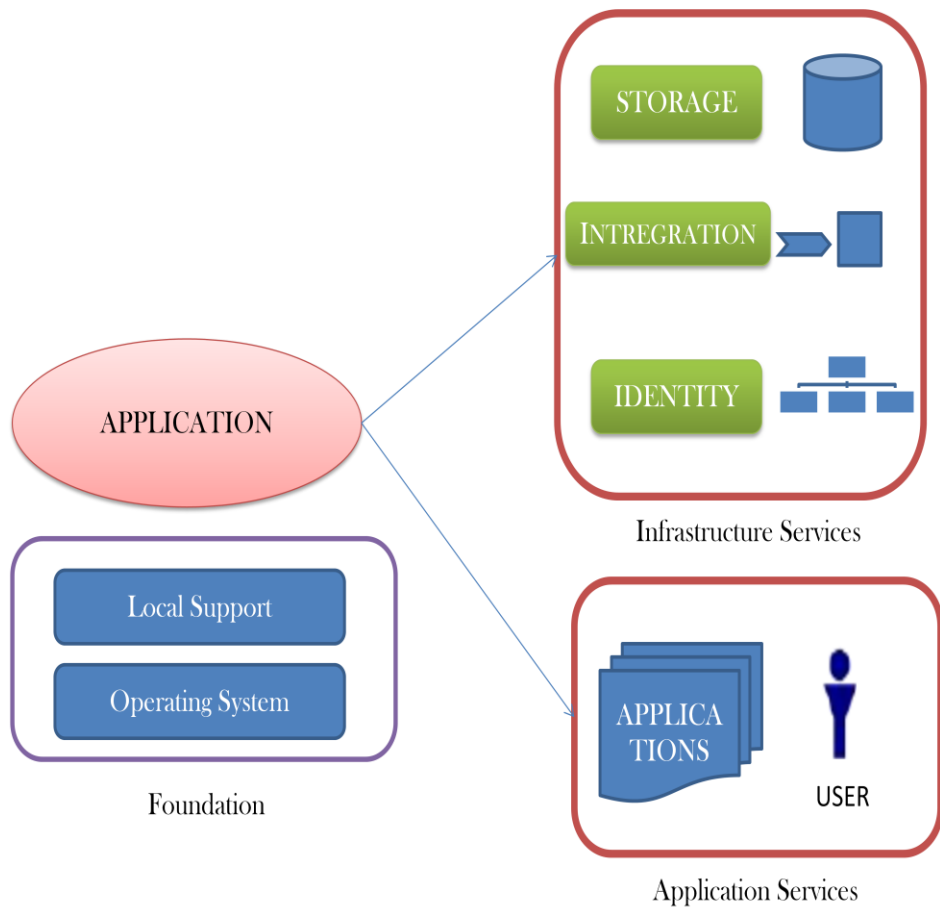 STORAGE
INTREGRATION
IDENTITY
Infrastructure Services
APPLICATION
Local Support
Operating System
Foundation
APPLICA
TIONS
USER
Application Services